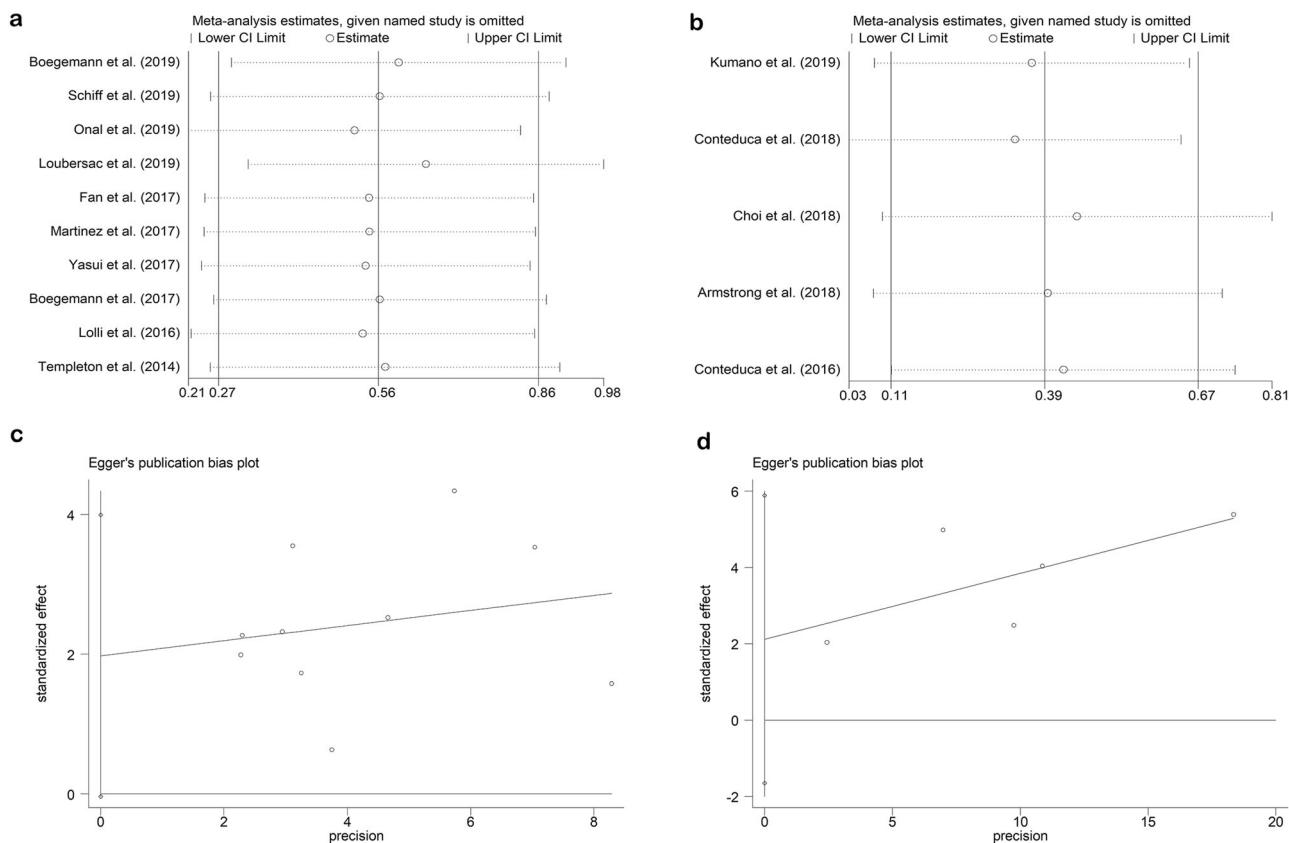 a
Meta-analysis estimates, given named study is omitted
Lower CI Limit Estimate Upper CI Limit
Boegemann et al. (2019)
Schiff et al. (2019)
Onal et al. (2019)
Loubersac et al. (2019)
Fan et al. (2017)
Martinez et al. (2017)
Yasui et al. (2017)
Boegemann et al. (2017)
Lolli et al. (2016)
Templeton et al. (2014)
0.21 0.27 0.56 0.86 0.98
b
Meta-analysis estimates, given named study is omitted
Lower CI Limit Estimate Upper CI Limit
Kumano et al. (2019)
Conteduca et al. (2018)
Choi et al. (2018)
Armstrong et al. (2018)
Conteduca et al. (2016)
0.03 0.11 0.39 0.67 0.81
c
Egger's publication bias plot
standardized effect
4
2
0
0 2 4 6 8
precision
d
Egger's publication bias plot
standardized effect
6
4
2
0
-2
0 5 10 15 20
precision